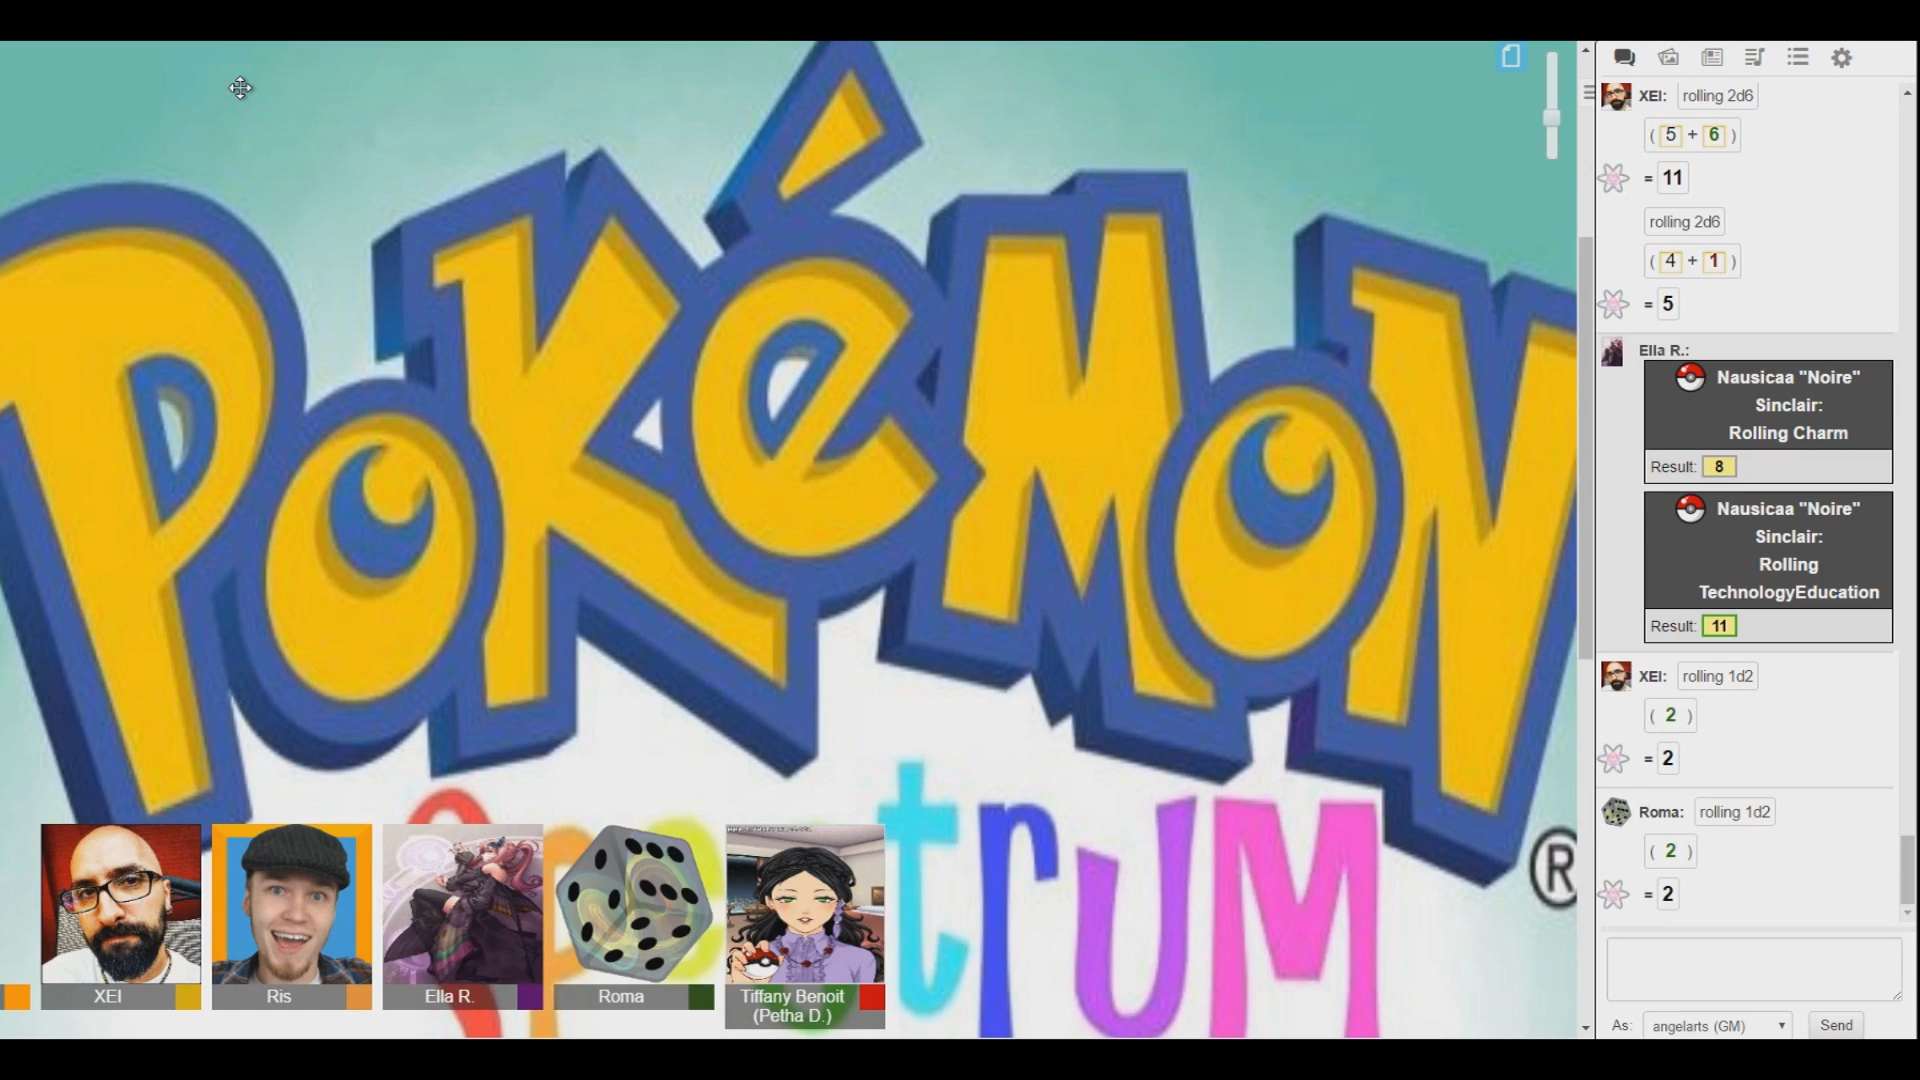 POKéMON
®
trUM
XEI
Ris
Ella R.
Roma
Tiffany Benoit
(Petha D.)
XEI: rolling 2d6
( 5 + 6 )
= 11
rolling 2d6
( 4 + 1 )
= 5
Ella R.:
Nausicaa "Noire"
Sinclair:
Rolling Charm
Result: 8
Nausicaa "Noire"
Sinclair:
Rolling
TechnologyEducation
Result: 11
XEI: rolling 1d2
( 2 )
= 2
Roma: rolling 1d2
( 2 )
= 2
As: angelarts (GM)
Send